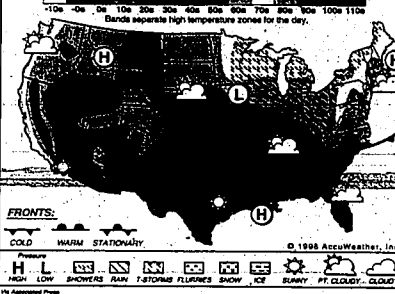 -10s -0s 0s 10s 20s 30s 40s 50s 60s 70s 80s 90s 100s 110s
Bands separate high temperature zones for the day.
H
H
L
H
FRONTS:
COLD WARM STATIONARY
© 1998 AccuWeather, Inc
Pressure
H L
HIGH LOW SHOWERS RAIN T-STORMS FLURRIES SNOW ICE SUNNY PT. CLOUDY CLOUD
Via Associated Press